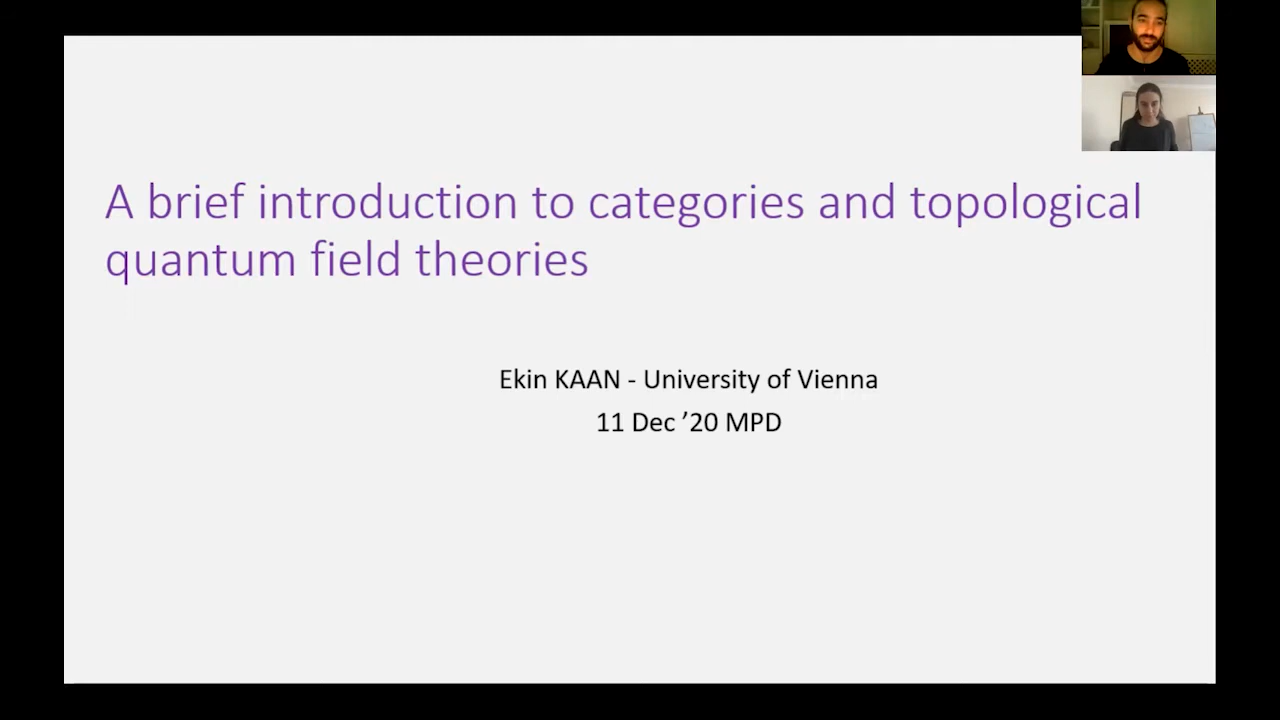 A brief introduction to categories and topological
quantum field theories
Ekin KAAN - University of Vienna
11 Dec ’20 MPD